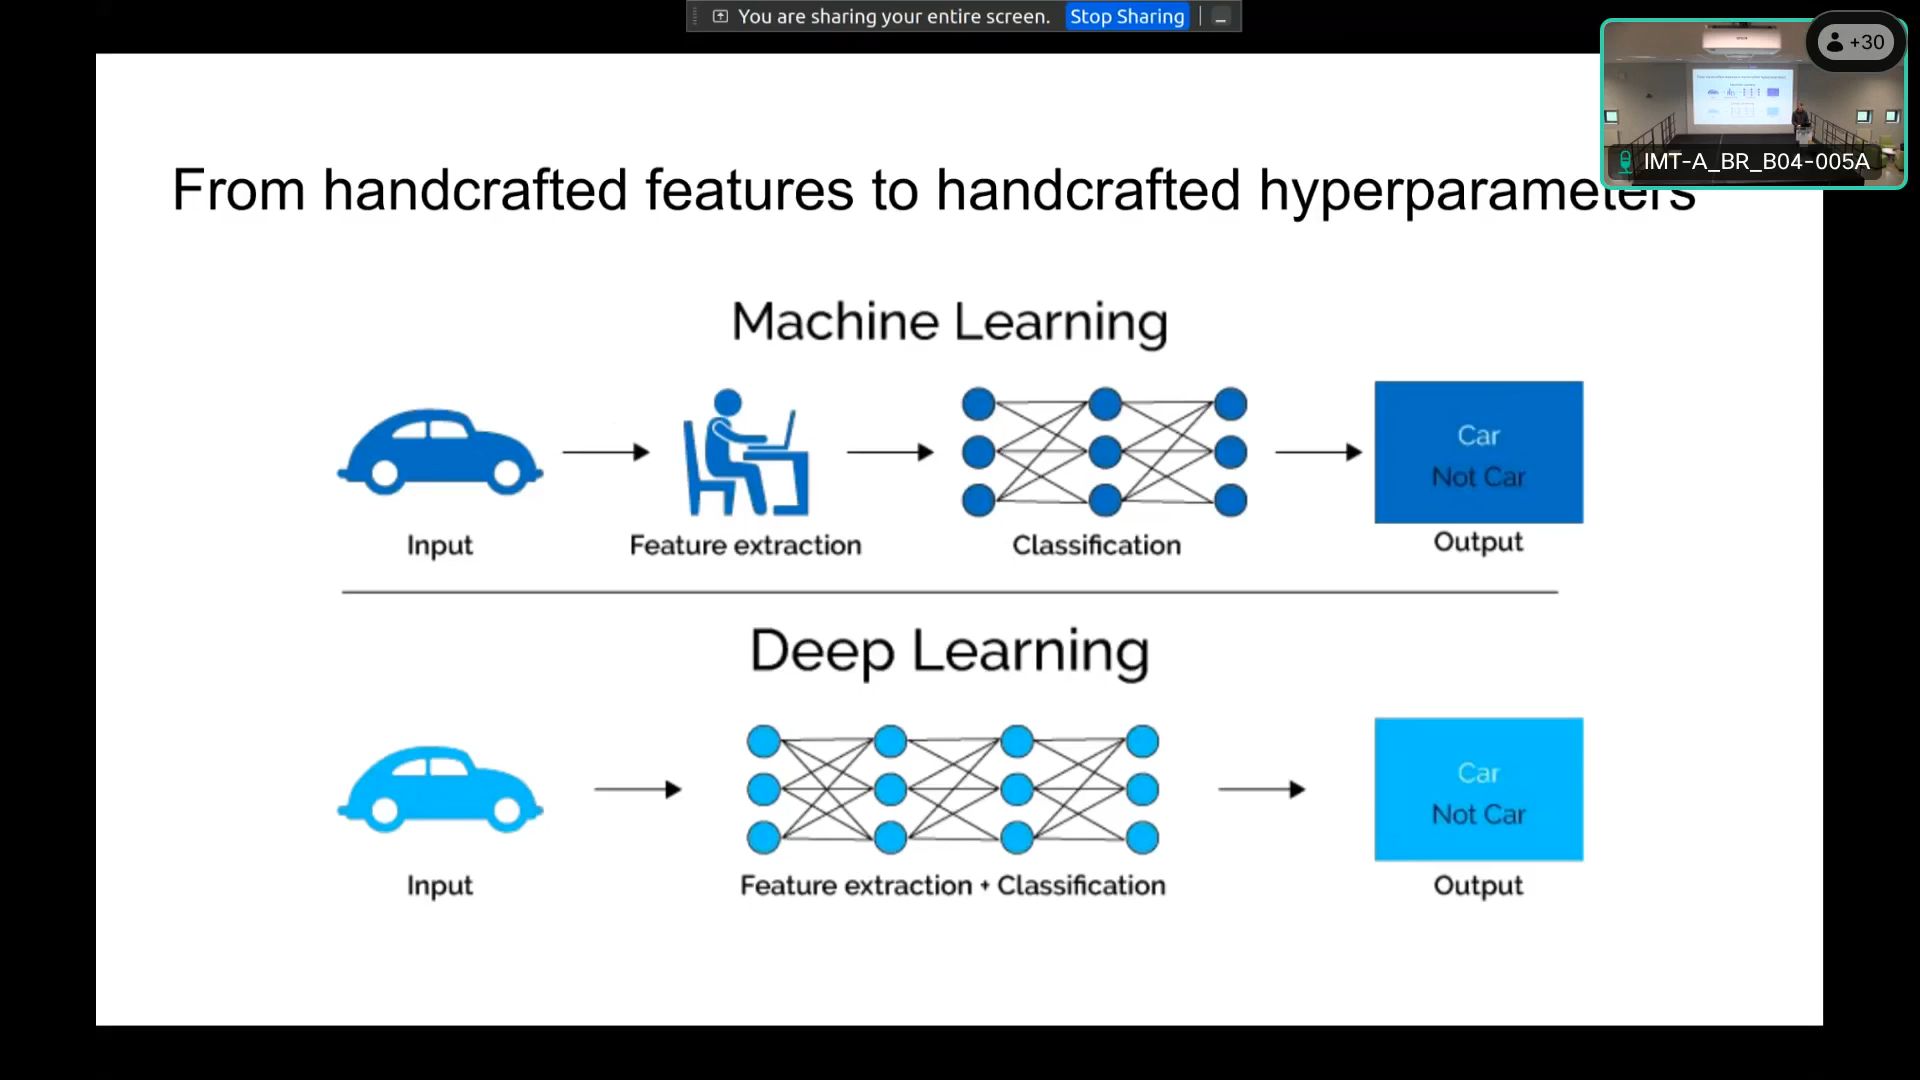 You are sharing your entire screen. Stop Sharing
+30
IMT-A_BR_B04-005A
From handcrafted features to handcrafted hyperparameters
Machine Learning
Car
Not Car
Input
Feature extraction
Classification
Output
Deep Learning
Car
Not Car
Input
Feature extraction + Classification
Output